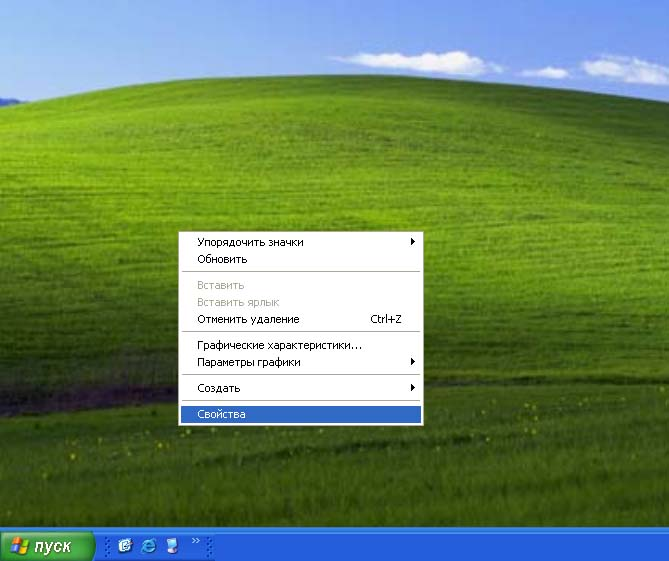 Упорядочить значки
Обновить
Вставить
Вставить ярлык
Отменить удаление Ctrl+Z
Графические характеристики...
Параметры графики
Создать
Свойства
пуск